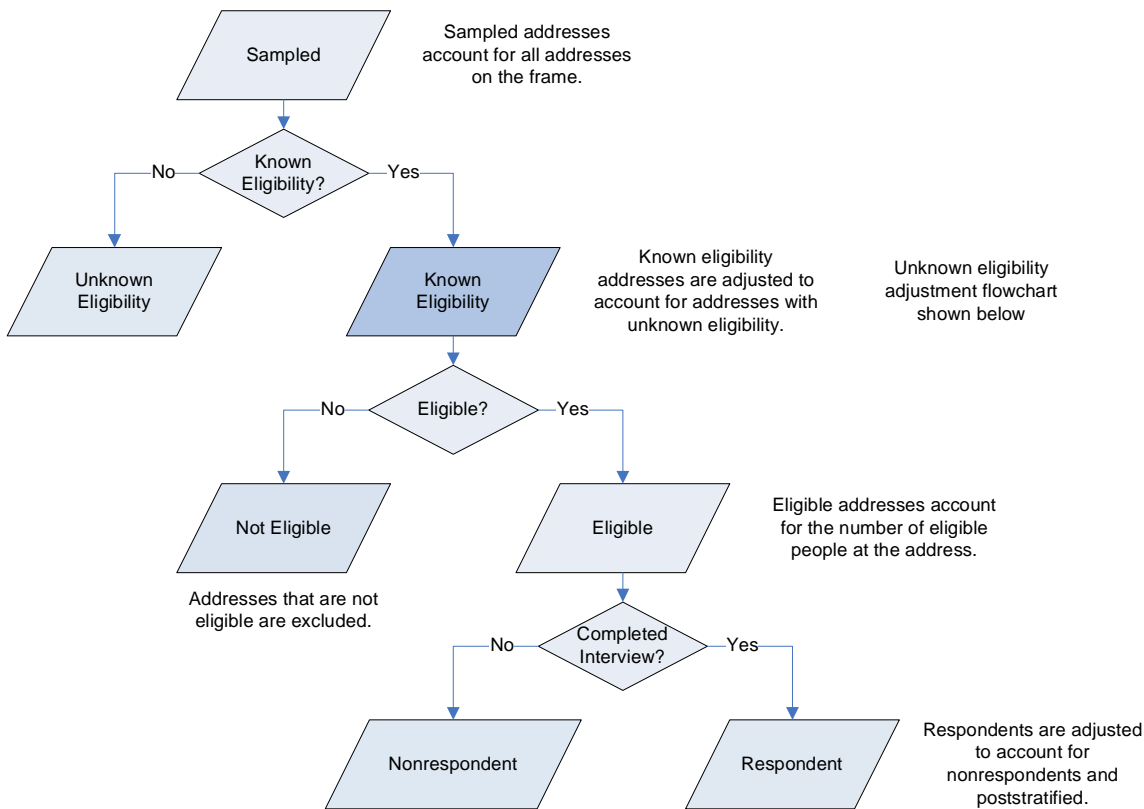 Sampled
Sampled addresses
account for all addresses
on the frame.
Known
Eligibility?
No
Yes
Unknown
Eligibility
Known
Eligibility
Known eligibility
addresses are adjusted to
account for addresses with
unknown eligibility.
Unknown eligibility
adjustment flowchart
shown below
Eligible?
No
Yes
Not Eligible
Addresses that are not
eligible are excluded.
Eligible
Eligible addresses account
for the number of eligible
people at the address.
Completed
Interview?
No
Yes
Nonrespondent
Respondent
Respondents are adjusted
to account for
nonrespondents and
poststratified.